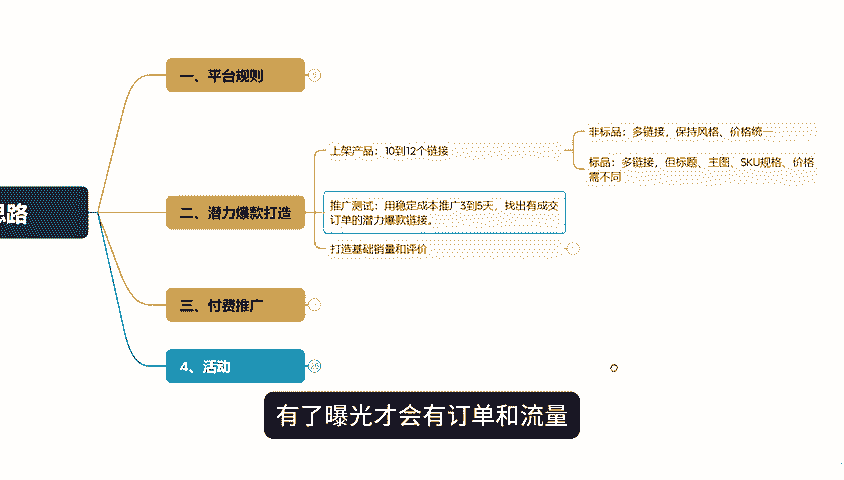 思路
一、平台规则
二、潜力爆款打造
上架产品：10到12个链接
非标品：多链接，保持风格、价格统一
标品：多链接，但标题、主图、SKU规格、价格
需不同
推广测试：用稳定成本推广3到5天，找出有成交
订单的潜力爆款链接。
打造基础销量和评价
三、付费推广
4、活动
有了曝光才会有订单和流量